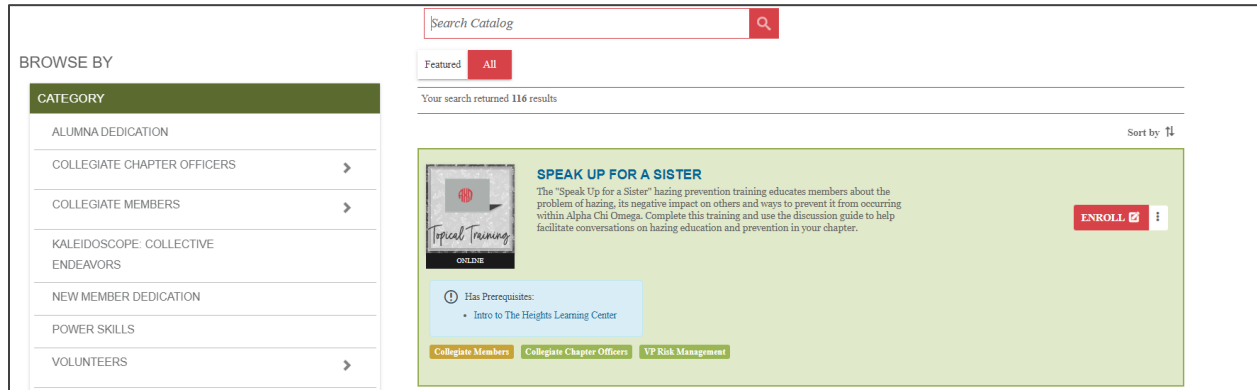 Search Catalog
BROWSE BY
Featured
All
CATEGORY
Your search returned 116 results
ALUMNA DEDICATION
Sort by
COLLEGIATE CHAPTER OFFICERS
COLLEGIATE MEMBERS
KALEIDOSCOPE: COLLECTIVE
ENDEAVORS
NEW MEMBER DEDICATION
POWER SKILLS
VOLUNTEERS
SPEAK UP FOR A SISTER
The "Speak Up for a Sister" hazing prevention training educates members about the
problem of hazing, its negative impact on others and ways to prevent it from occurring
within Alpha Chi Omega. Complete this training and use the discussion guide to help
facilitate conversations on hazing education and prevention in your chapter.
ENROLL
Topical Training
ONLINE
Has Prerequisites:
• Intro to The Heights Learning Center
Collegiate Members
Collegiate Chapter Officers
VP Risk Management